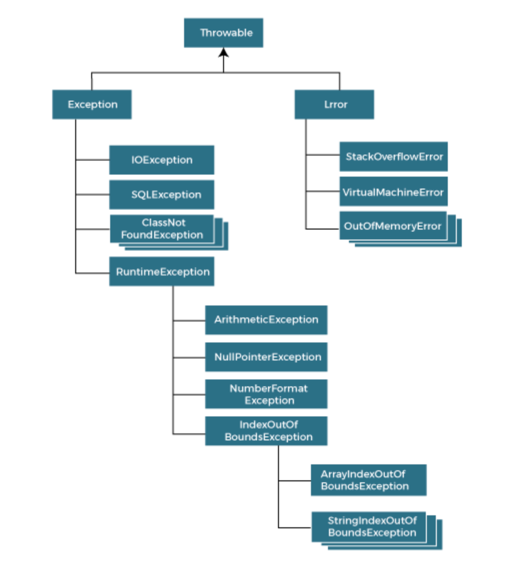 Throwable
Exception
Lrror
IOException
SQLException
ClassNot
FoundException
RuntimeException
StackOverflowError
VirtualMachineError
OutOfMemoryError
ArithmeticException
NullPointerException
NumberFormat
Exception
IndexOutOf
BoundsException
ArrayIndexOutOf
BoundsException
StringIndexOutOf
BoundsException